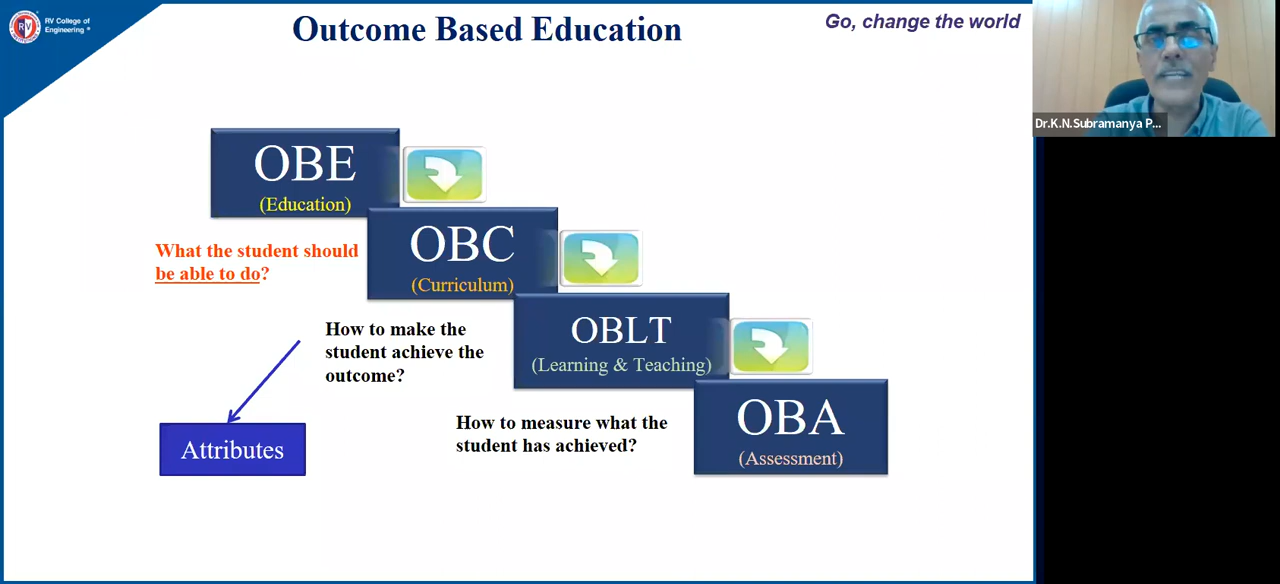 RV College of
Engineering
Outcome Based Education
Go, change the world
Dr.K.N.Subramanya P...
OBE
(Education)
What the student should
be able to do?
OBC
(Curriculum)
How to make the
student achieve the
outcome?
OBLT
(Learning & Teaching)
Attributes
How to measure what the
student has achieved?
OBA
(Assessment)